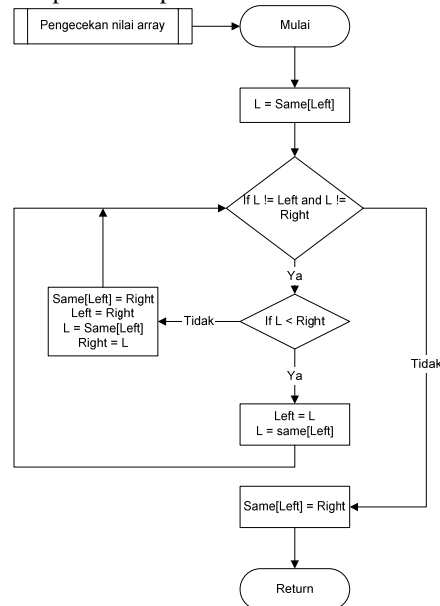 Pengecekan nilai array
Mulai
L = Same[Left]
If L != Left and L !=
Right
Ya
Same[Left] = Right
Left = Right
L = Same[Left]
Right = L
Tidak
If L < Right
Tidak
Ya
Left = L
L = same[Left]
Same[Left] = Right
Return